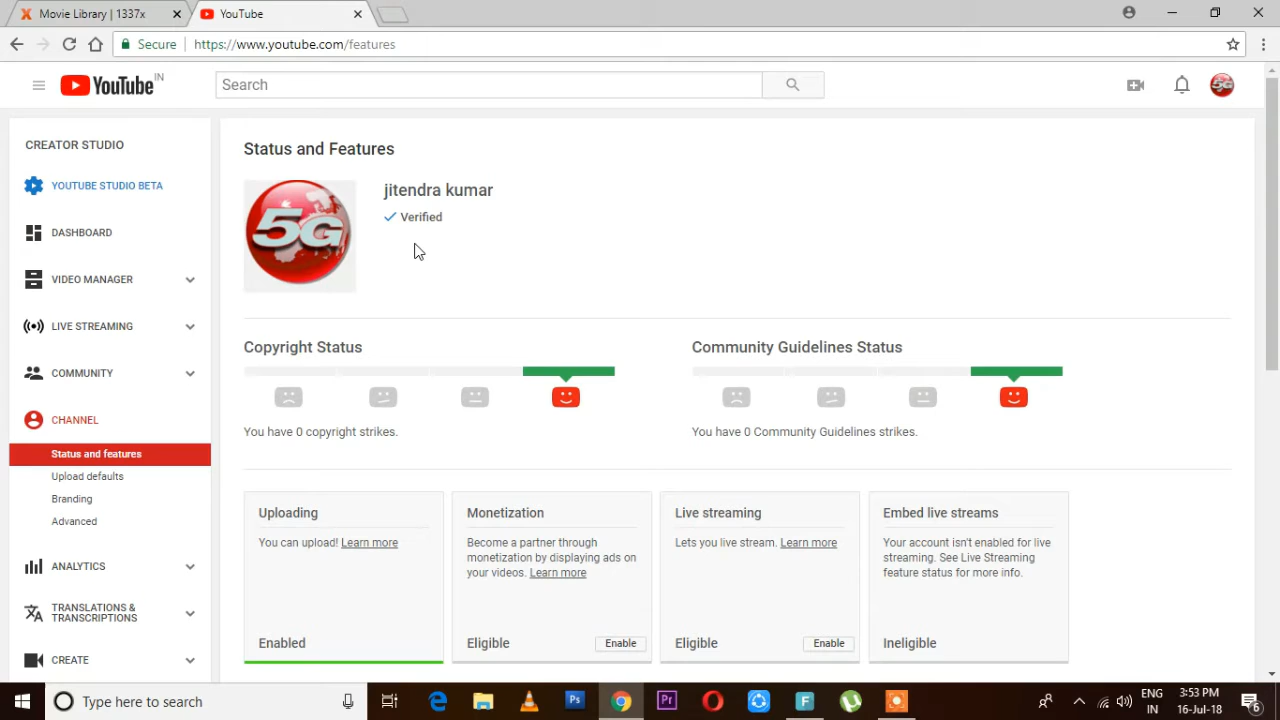 Movie Library | 1337x
YouTube
Secure
https://www.youtube.com/features
YouTube IN
Search
5G
CREATOR STUDIO
YOUTUBE STUDIO BETA
DASHBOARD
VIDEO MANAGER
LIVE STREAMING
COMMUNITY
CHANNEL
Status and features
Upload defaults
Branding
Advanced
ANALYTICS
TRANSLATIONS &
TRANSCRIPTIONS
CREATE
Status and Features
5G
jitendra kumar
Verified
Copyright Status
You have 0 copyright strikes.
Community Guidelines Status
You have 0 Community Guidelines strikes.
Uploading
You can upload! Learn more
Enabled
Monetization
Become a partner through
monetization by displaying ads on
your videos. Learn more
Eligible
Enable
Live streaming
Lets you live stream. Learn more
Eligible
Enable
Embed live streams
Your account isn't enabled for live
streaming. See Live Streaming
feature status for more info.
Ineligible
Type here to search
Ps
Pr
F
ENG
IN
3:53 PM
16-Jul-18
6